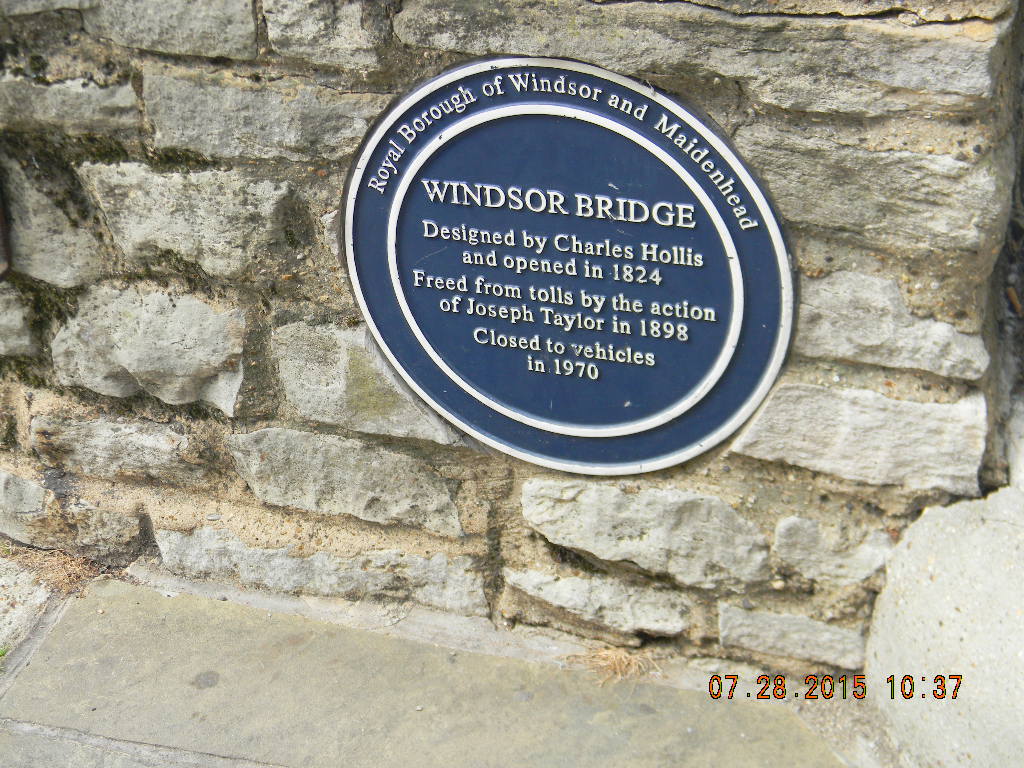 Royal Borough of Windsor and Maidenhead
WINDSOR BRIDGE
Designed by Charles Hollis
and opened in 1824
Freed from tolls by the action
of Joseph Taylor in 1898
Closed to vehicles
in 1970
07.28.2015 10:37